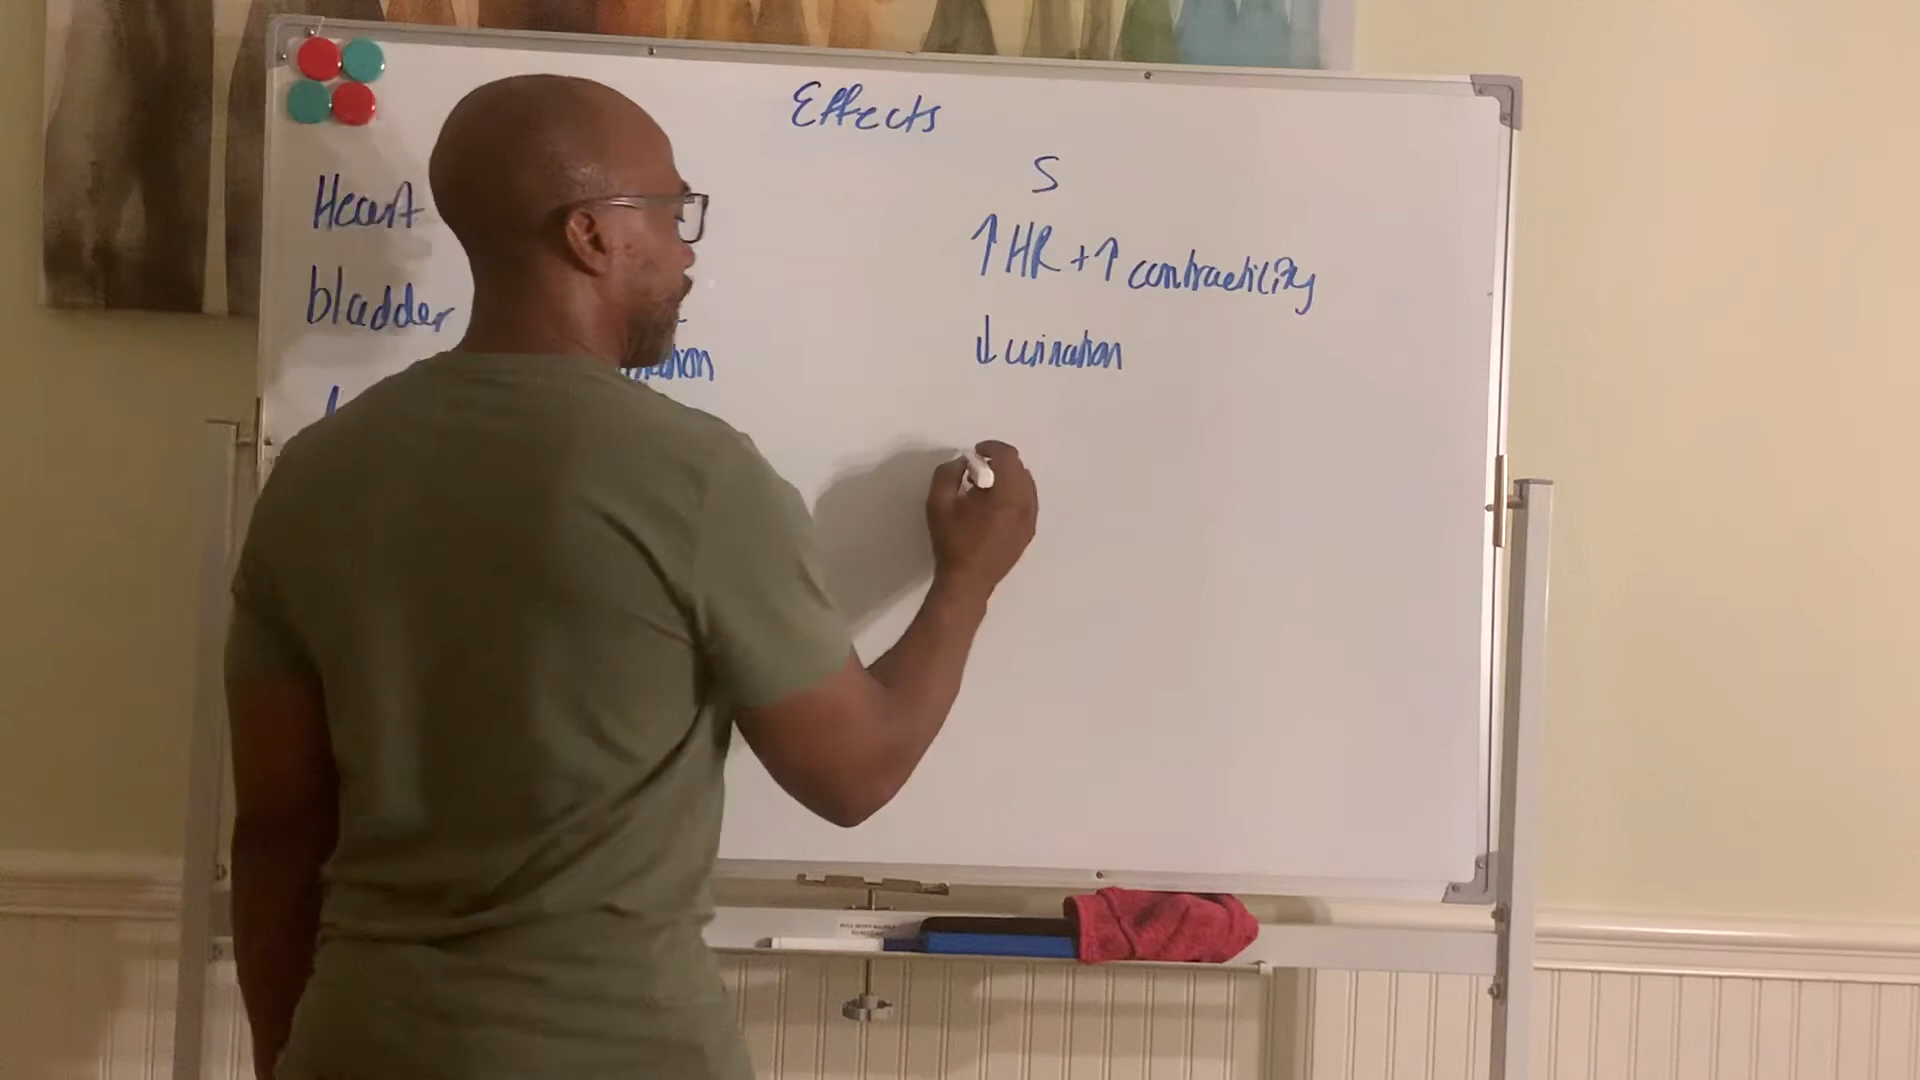 Effects
S
Heart
↑HR + ↑ contractility
bladder
↓urination